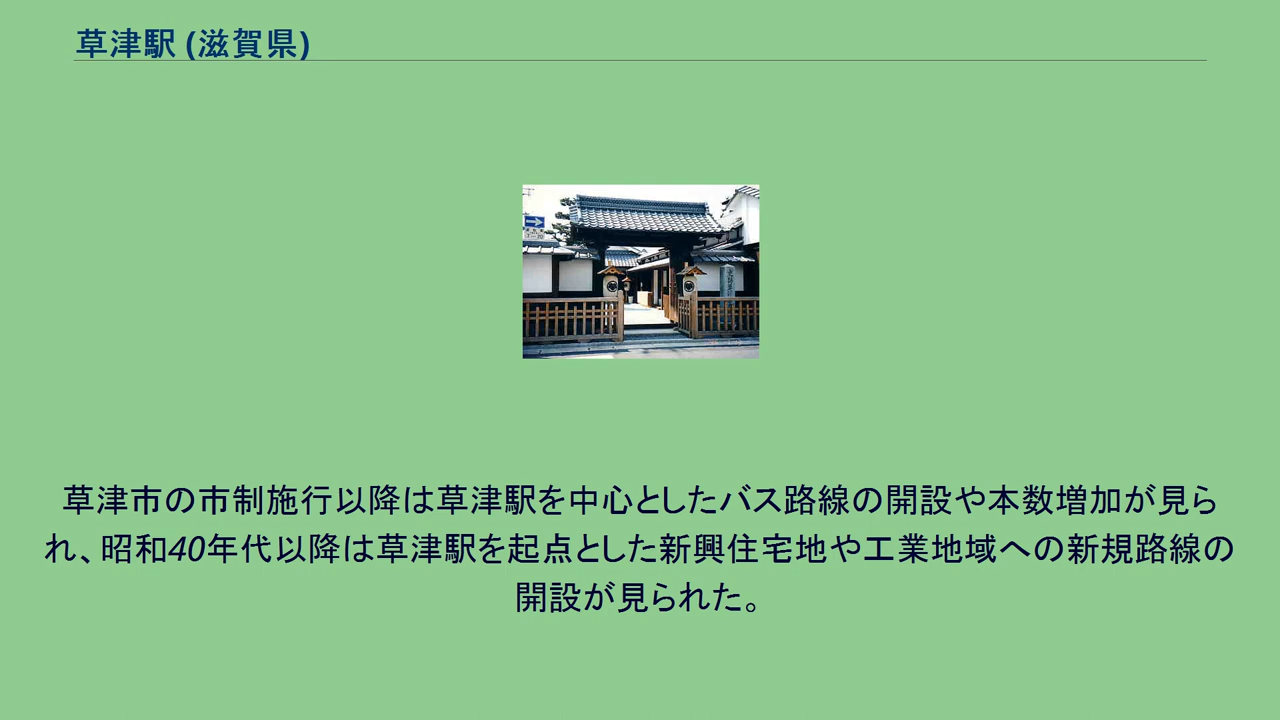 草津駅 (滋賀県)
草津市の市制施行以降は草津駅を中心としたバス路線の開設や本数増加が見ら
れ、昭和40年代以降は草津駅を起点とした新興住宅地や工業地域への新規路線の
開設が見られた。